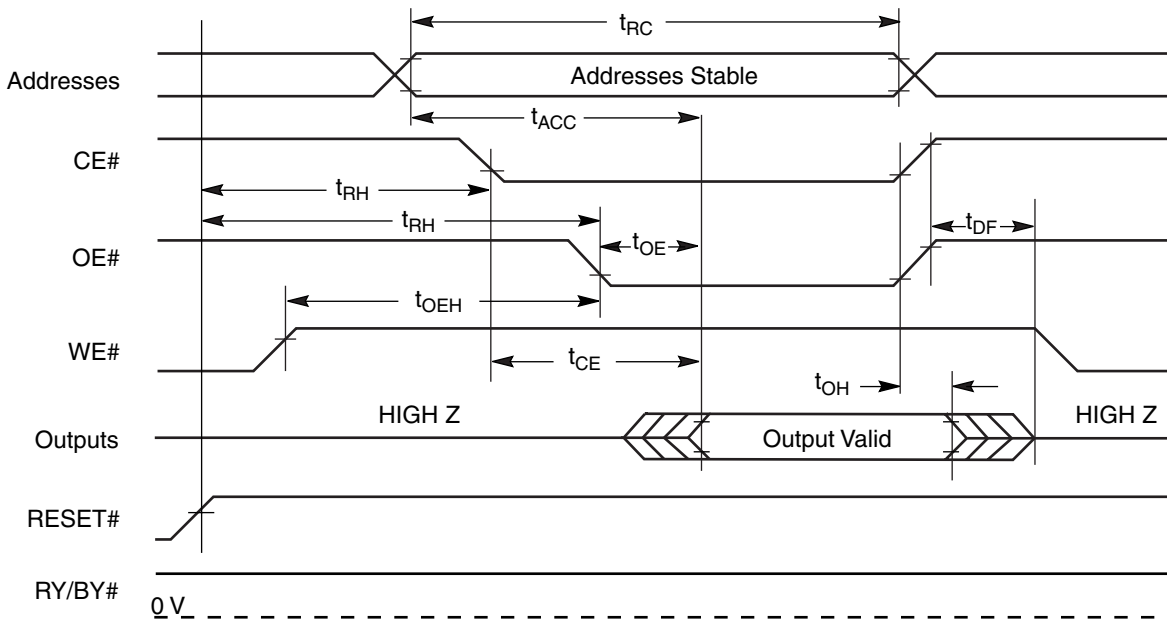 tRC
Addresses
Addresses Stable
tACC
CE#
tRH
tRH
tDF
OE#
tOE
tOEH
WE#
tCE
tOH
HIGH Z
HIGH Z
Outputs
Output Valid
RESET#
RY/BY#
0 V